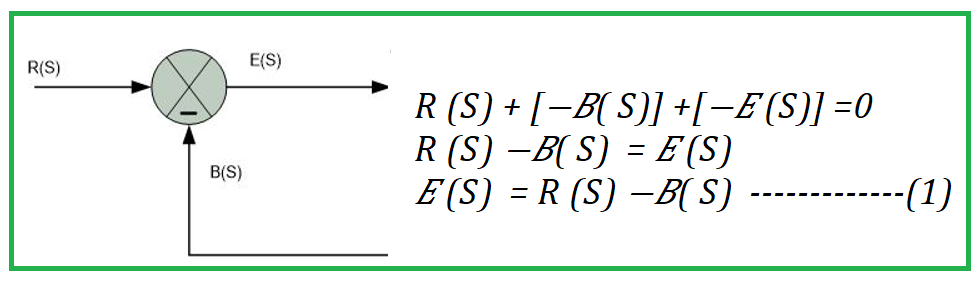 R(S)
E(S)
B(S)
R (S) + [−B( S)] +[−E (S)] =0
R (S) −B( S) = E (S)
E (S) = R (S) −B( S) -------------(1)